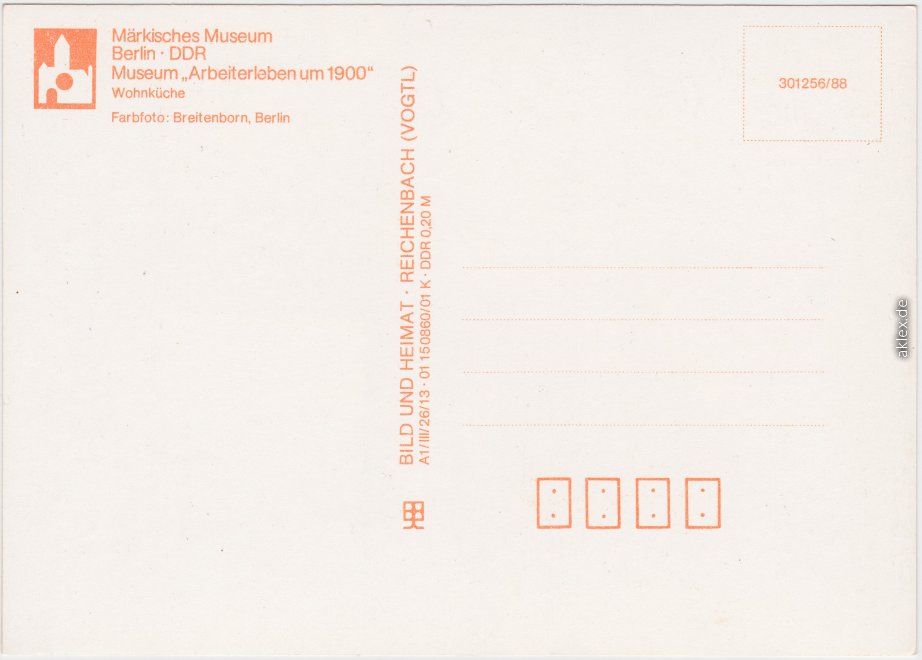 Märkisches Museum
Berlin · DDR
Museum „Arbeiterleben um 1900“
Wohnküche
Farbfoto: Breitenborn, Berlin
BILD UND HEIMAT · REICHENBACH (VOGTL)
A1/III/26/13 · 01 150860/01 K · DDR 0,20 M
301256/88
aklex.de